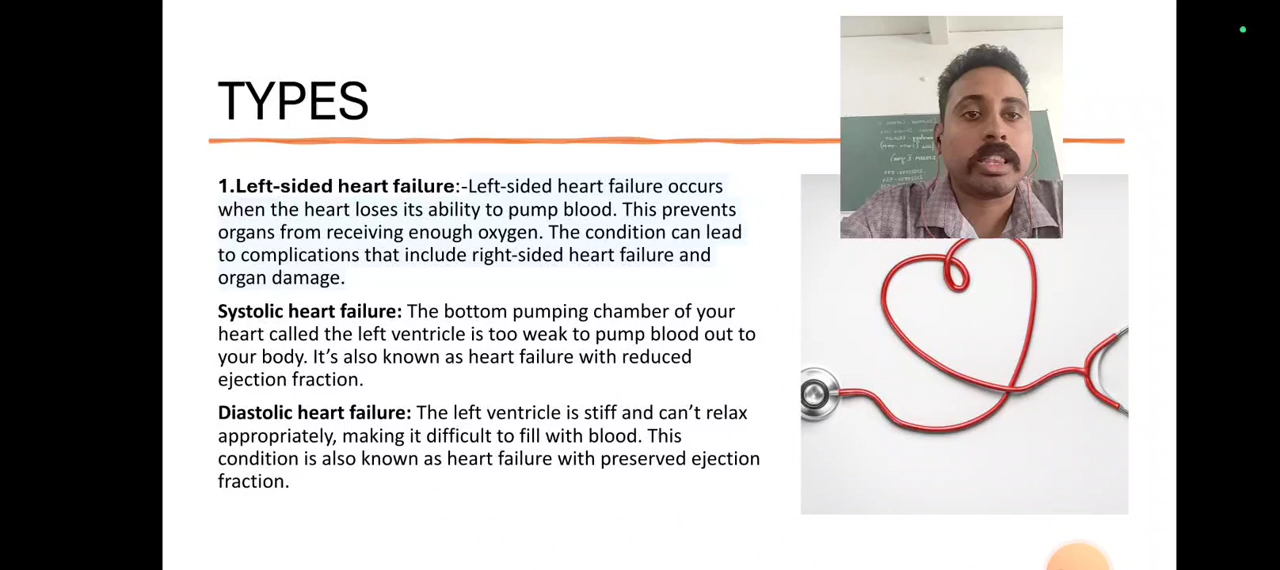 TYPES
1.Left-sided heart failure:-Left-sided heart failure occurs
when the heart loses its ability to pump blood. This prevents
organs from receiving enough oxygen. The condition can lead
to complications that include right-sided heart failure and
organ damage.
Systolic heart failure: The bottom pumping chamber of your
heart called the left ventricle is too weak to pump blood out to
your body. It’s also known as heart failure with reduced
ejection fraction.
Diastolic heart failure: The left ventricle is stiff and can’t relax
appropriately, making it difficult to fill with blood. This
condition is also known as heart failure with preserved ejection
fraction.